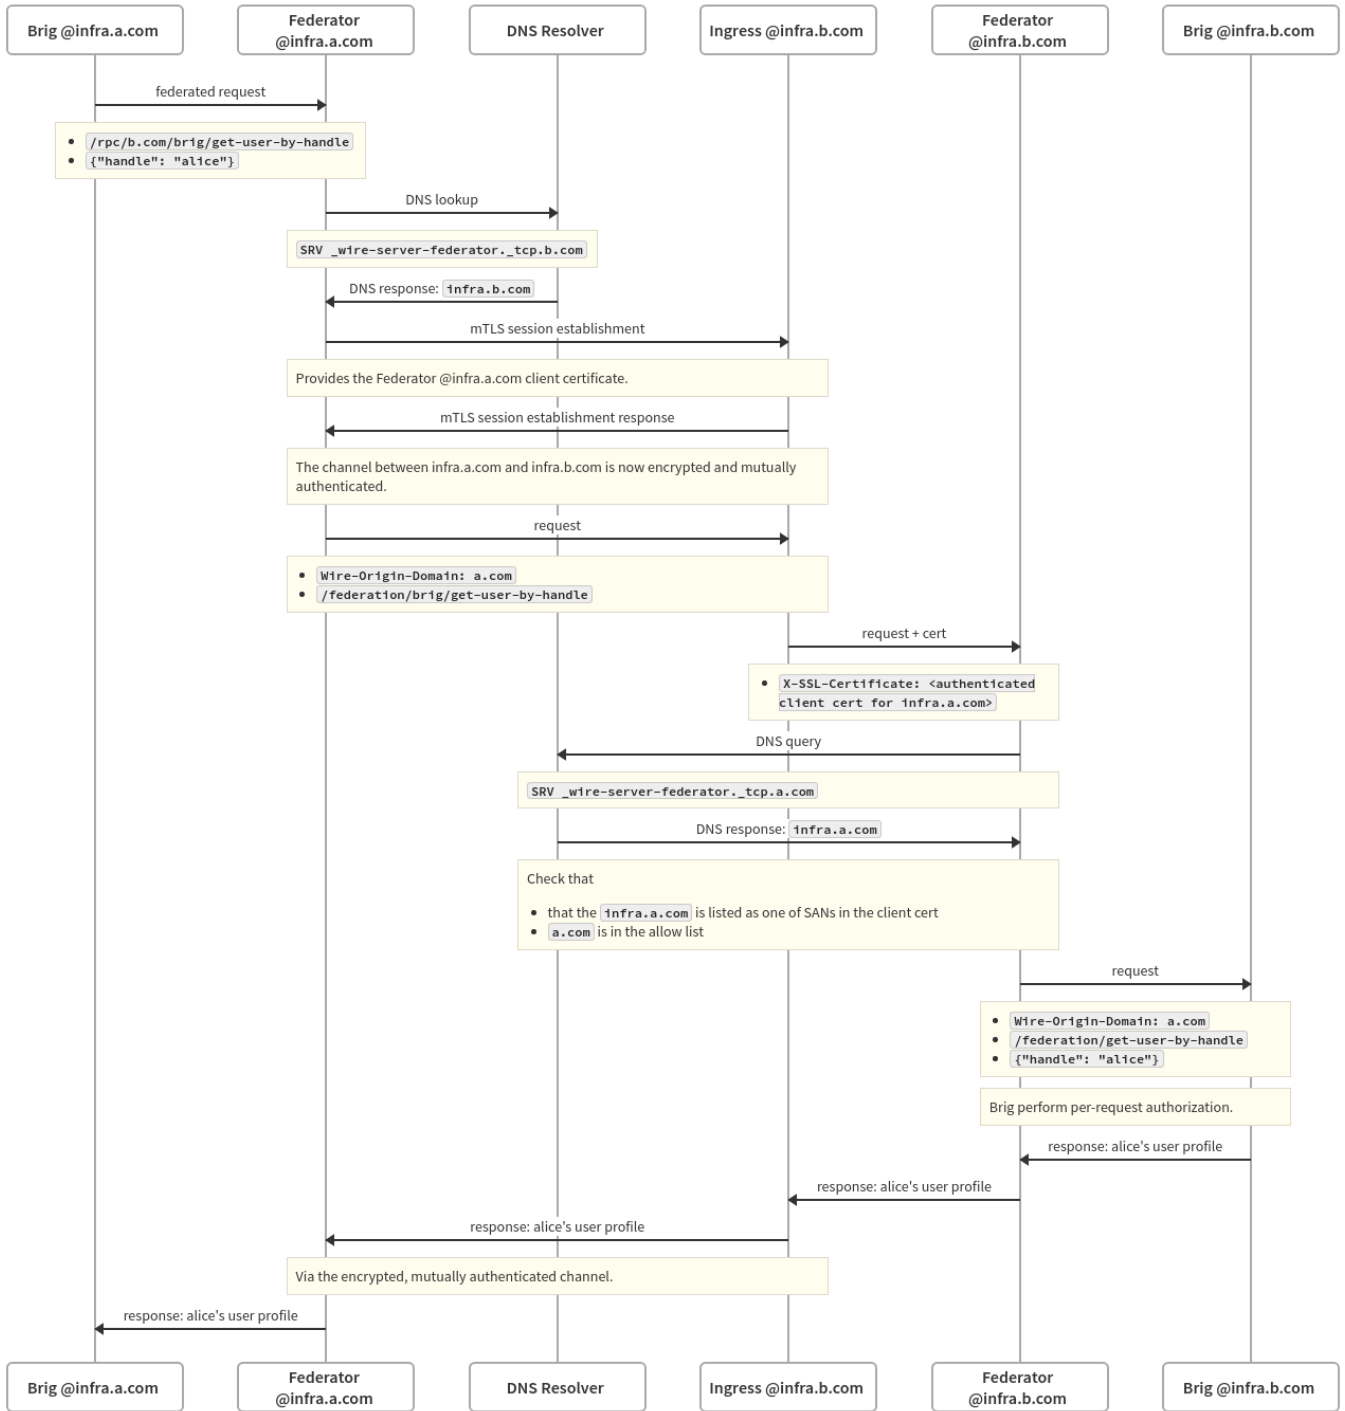 Brig @infra.a.com
Federator
@infra.a.com
DNS Resolver
Ingress @infra.b.com
Federator
@infra.b.com
Brig @infra.b.com
federated request
/rpc/b.com/brig/get-user-by-handle
{"handle": "alice"}
DNS lookup
SRV _wire-server-federator._tcp.b.com
DNS response: infra.b.com
mTLS session establishment
Provides the Federator @infra.a.com client certificate.
mTLS session establishment response
The channel between infra.a.com and infra.b.com is now encrypted and mutually
authenticated.
request
Wire-Origin-Domain: a.com
/federation/brig/get-user-by-handle
request + cert
X-SSL-Certificate: <authenticated
client cert for infra.a.com>
DNS query
SRV _wire-server-federator._tcp.a.com
DNS response: infra.a.com
Check that
that the infra.a.com is listed as one of SANs in the client cert
a.com is in the allow list
request
Wire-Origin-Domain: a.com
/federation/get-user-by-handle
{"handle": "alice"}
Brig perform per-request authorization.
response: alice's user profile
response: alice's user profile
response: alice's user profile
Via the encrypted, mutually authenticated channel.
response: alice's user profile
Brig @infra.a.com
Federator
@infra.a.com
DNS Resolver
Ingress @infra.b.com
Federator
@infra.b.com
Brig @infra.b.com